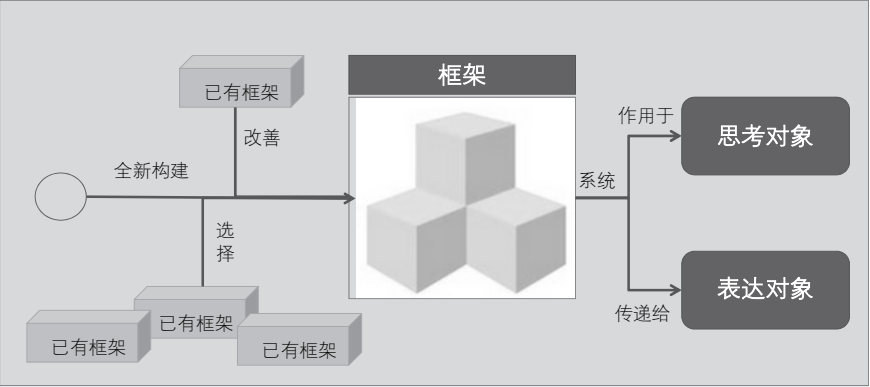 已有框架
改善
全新构建
选
择
已有框架
已有框架
已有框架
框架
系统
作用于
思考对象
传递给
表达对象